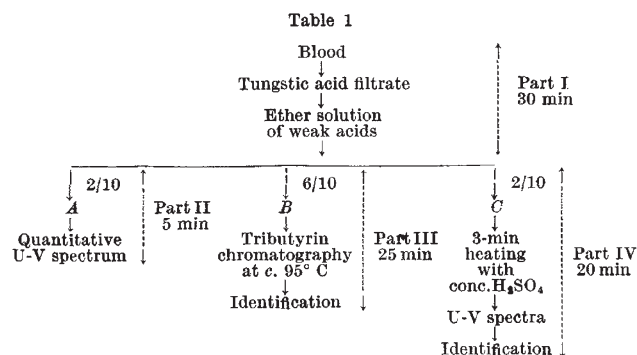 Table 1
Blood
Tungstic acid filtrate
Ether solution
of weak acids
Part I
30 min
2/10
6/10
2/10
A
Part II
5 min
B
Part III
25 min
C
Part IV
20 min
Quantitative
U-V spectrum
Tributyrin
chromatography
at c. 95° C
Identification
3-min
heating
with
conc.H₂SO₄
U-V spectra
Identification